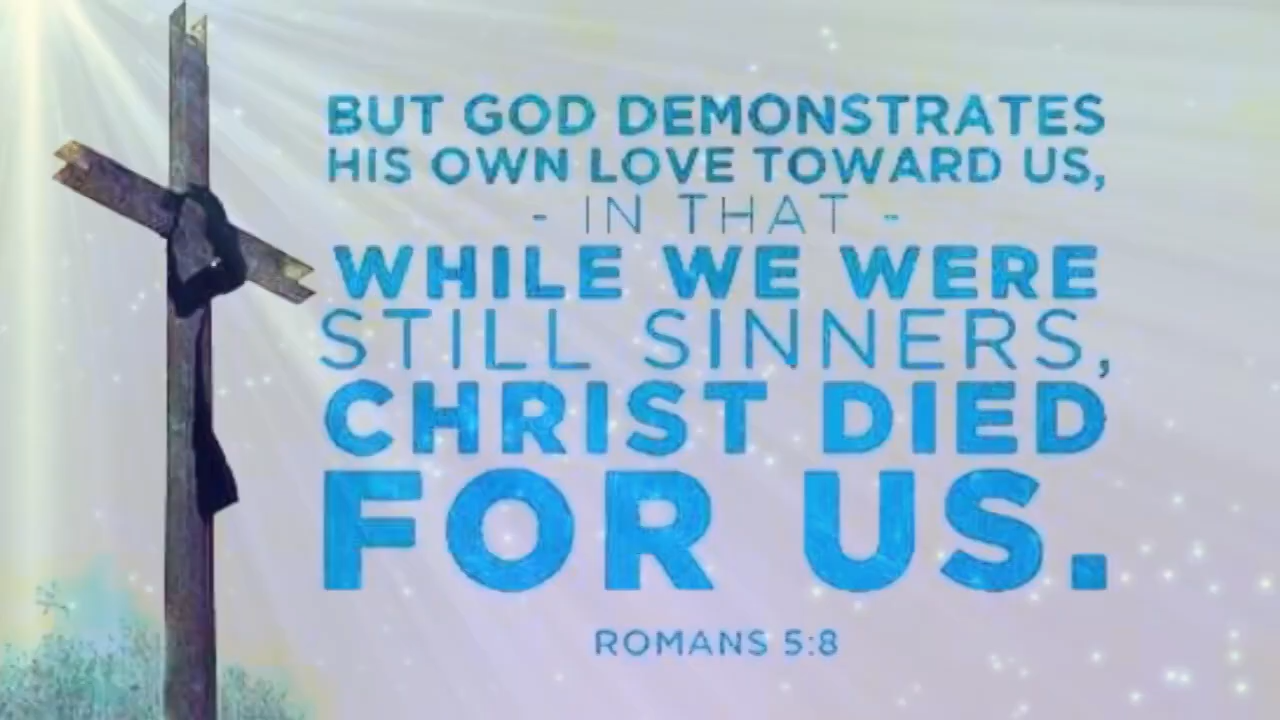 BUT GOD DEMONSTRATES
HIS OWN LOVE TOWARD US,
- IN THAT -
WHILE WE WERE
STILL SINNERS,
CHRIST DIED
FOR US.
ROMANS 5:8